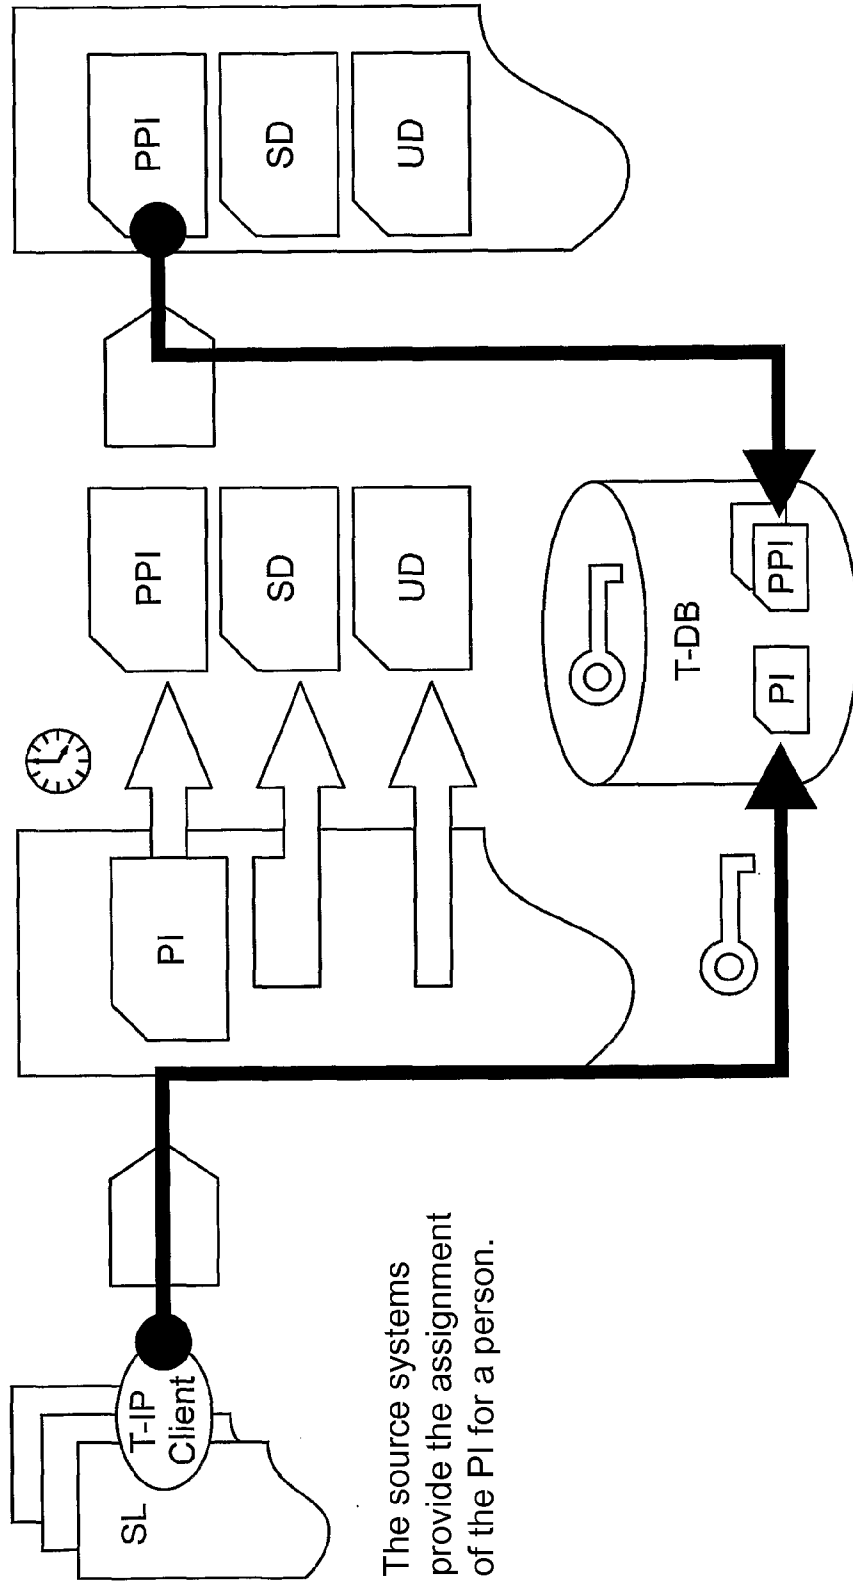 SL
T-IP
Client
PI
PPI
PPI
SD
SD
UD
UD
The source systems
provide the assignment
of the PI for a person.
T-DB
PI
PPI